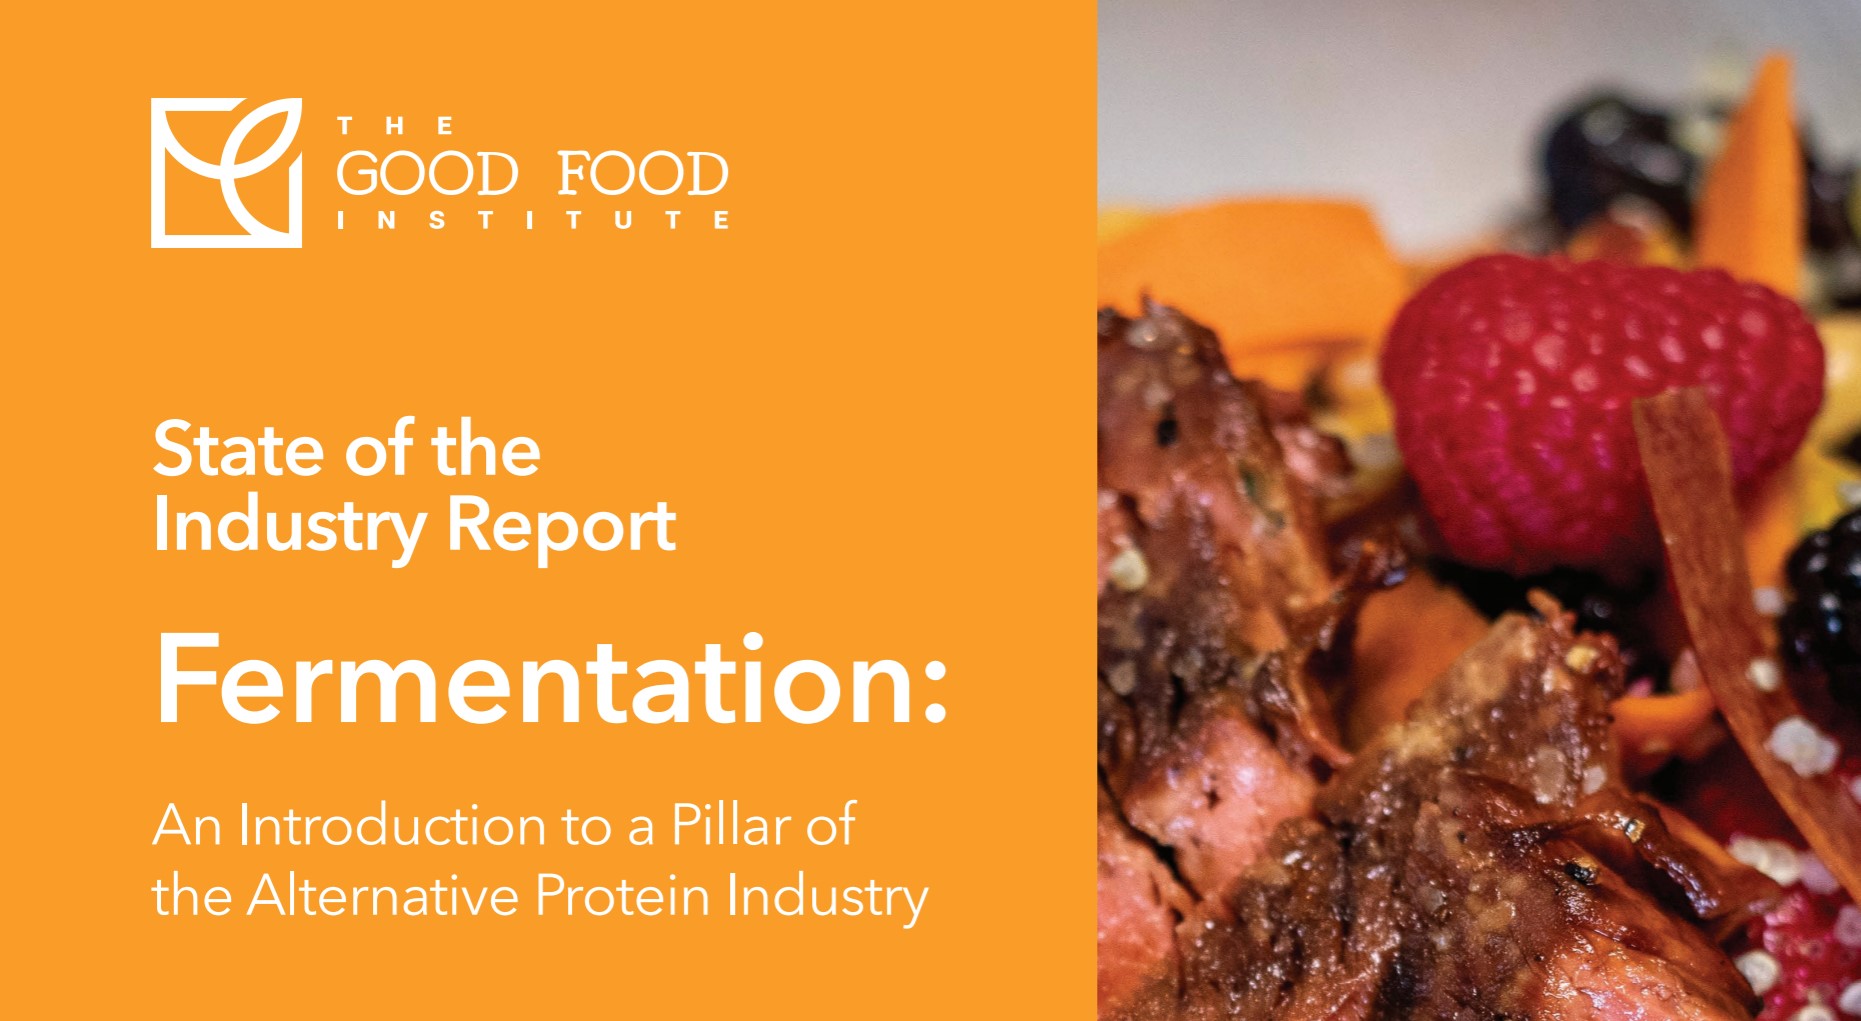 THE
GOOD FOOD
INSTITUTE
State of the
Industry Report
Fermentation:
An Introduction to a Pillar of
the Alternative Protein Industry